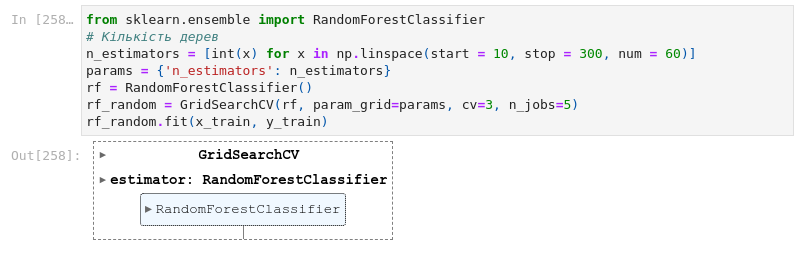 In [258…
from sklearn.ensemble import RandomForestClassifier
# Кількість дерев
n_estimators = [int(x) for x in np.linspace(start = 10, stop = 300, num = 60)]
params = {'n_estimators': n_estimators}
rf = RandomForestClassifier()
rf_random = GridSearchCV(rf, param_grid=params, cv=3, n_jobs=5)
rf_random.fit(x_train, y_train)
Out[258]:
▸ GridSearchCV
▸ estimator: RandomForestClassifier
▸ RandomForestClassifier